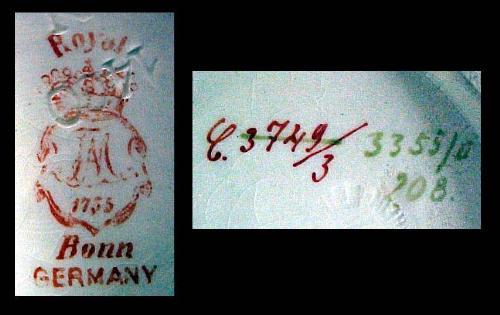 Royal
1755
Bonn
GERMANY
C. 3749/3
3355/
208.